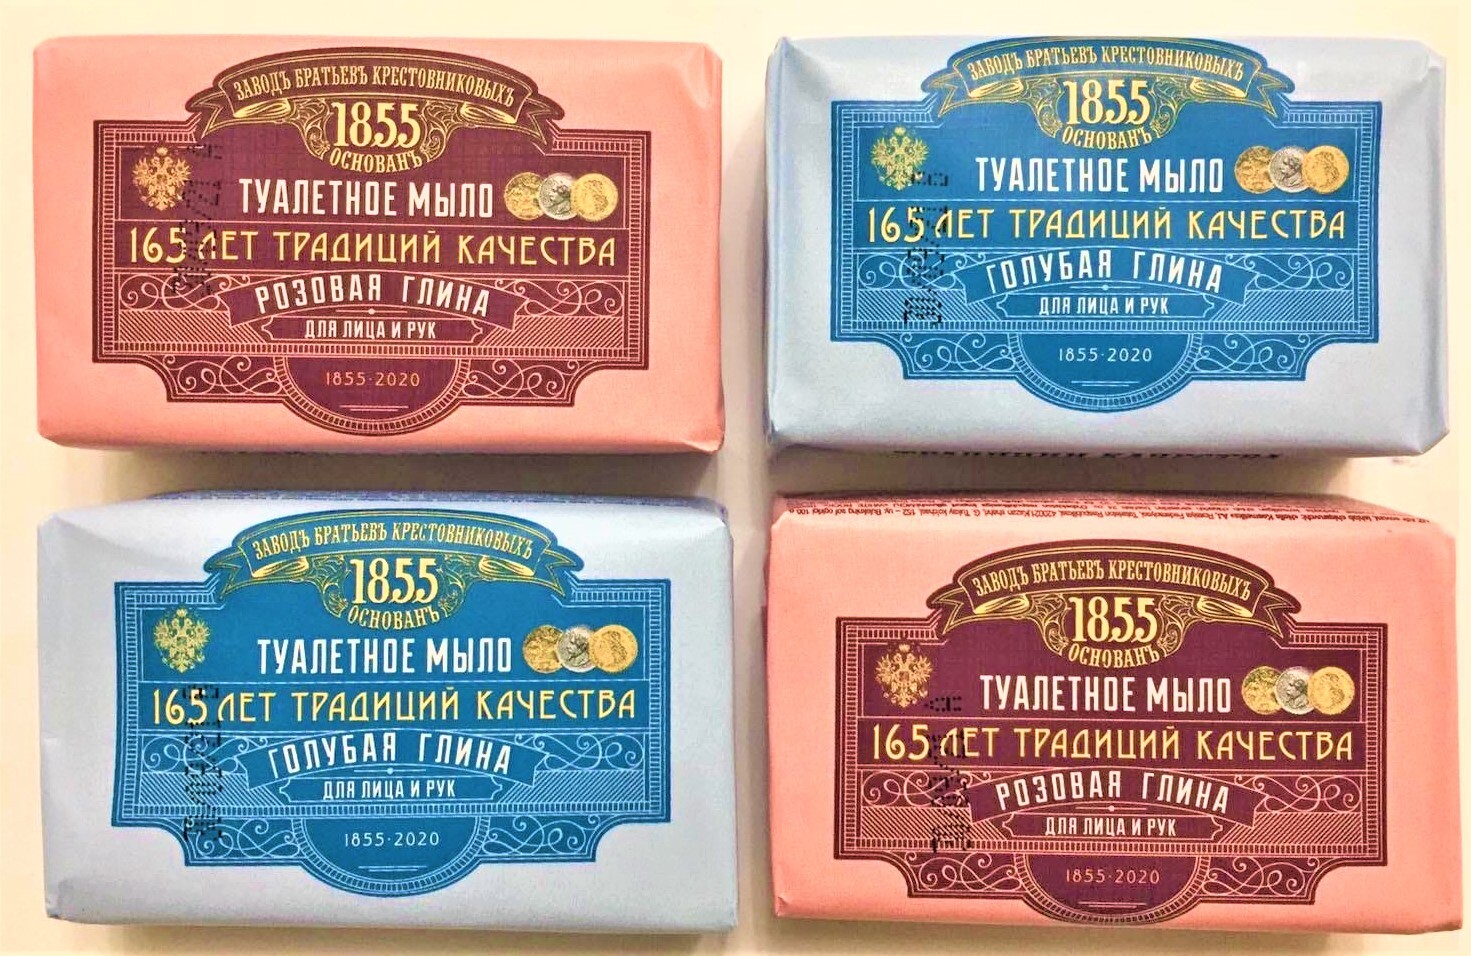 ЗАВОДЪ БРАТЬЕВЪ КРЕСТОВНИКОВЫХЪ
1855
ОСНОВАНЪ
ТУАЛЕТНОЕ МЫЛО
165 ЛЕТ ТРАДИЦИЙ КАЧЕСТВА
РОЗОВАЯ ГЛИНА
ДЛЯ ЛИЦА И РУК
1855·2020
ЗАВОДЪ БРАТЬЕВЪ КРЕСТОВНИКОВЫХЪ
1855
ОСНОВАНЪ
ТУАЛЕТНОЕ МЫЛО
165 ЛЕТ ТРАДИЦИЙ КАЧЕСТВА
ГОЛУБАЯ ГЛИНА
ДЛЯ ЛИЦА И РУК
1855·2020
ЗАВОДЪ БРАТЬЕВЪ КРЕСТОВНИКОВЫХЪ
1855
ОСНОВАНЪ
ТУАЛЕТНОЕ МЫЛО
165 ЛЕТ ТРАДИЦИЙ КАЧЕСТВА
ГОЛУБАЯ ГЛИНА
ДЛЯ ЛИЦА И РУК
1855·2020
ЗАВОДЪ БРАТЬЕВЪ КРЕСТОВНИКОВЫХЪ
1855
ОСНОВАНЪ
ТУАЛЕТНОЕ МЫЛО
165 ЛЕТ ТРАДИЦИЙ КАЧЕСТВА
РОЗОВАЯ ГЛИНА
ДЛЯ ЛИЦА И РУК
1855·2020